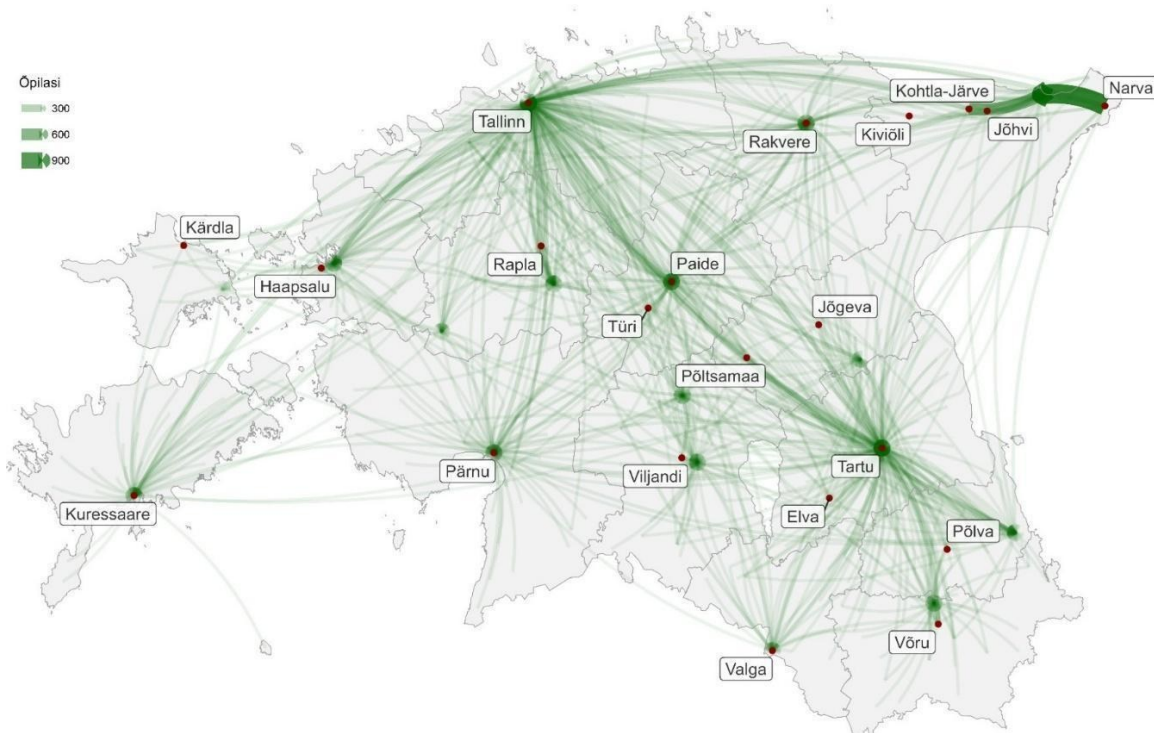 Õpilasi
300
600
900
Tallinn
Kohtla-Järve
Narva
Rakvere
Kiviõli
Jõhvi
Kärdla
Haapsalu
Rapla
Paide
Türi
Jõgeva
Põltsamaa
Pärnu
Viljandi
Tartu
Kuressaare
Elva
Põlva
Võru
Valga